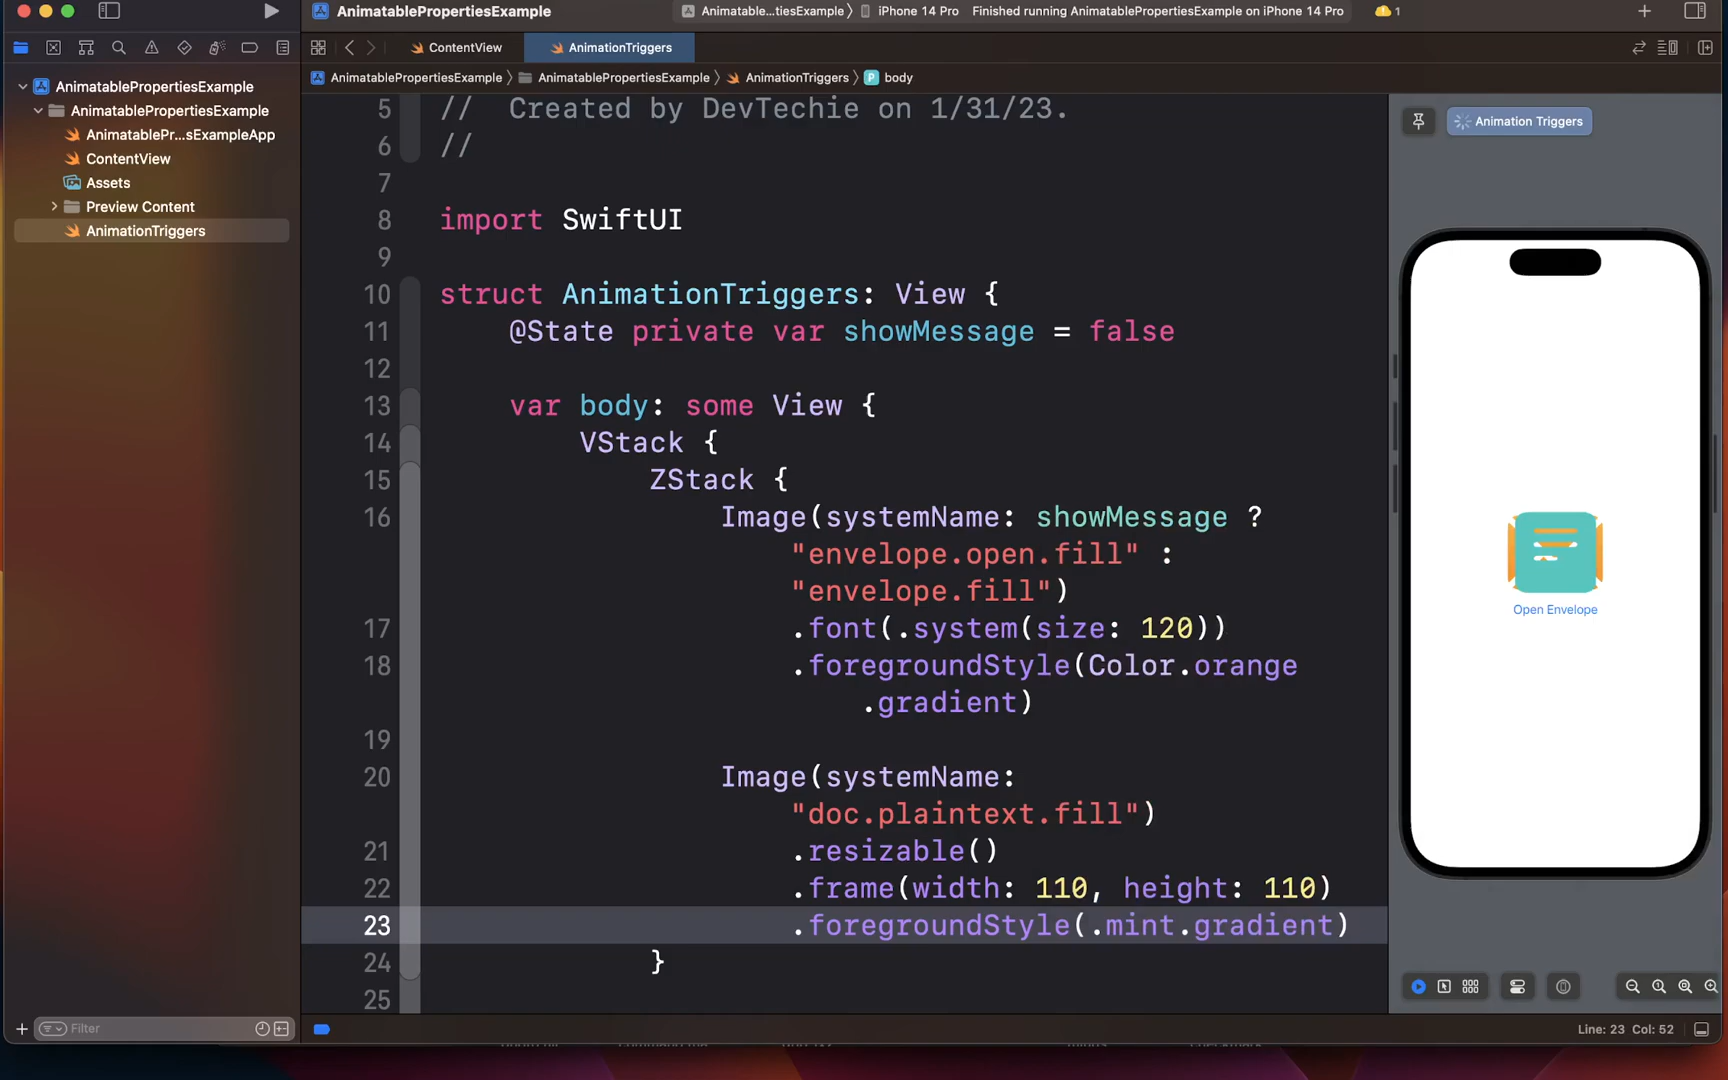 AnimatablePropertiesExample
Animatable...tiesExample
iPhone 14 Pro
Finished running AnimatablePropertiesExample on iPhone 14 Pro
1
ContentView
AnimationTriggers
AnimatablePropertiesExample
AnimatablePropertiesExample
AnimationTriggers
P
body
AnimatablePropertiesExample
AnimatablePropertiesExample
AnimatablePr...sExampleApp
ContentView
Assets
Preview Content
AnimationTriggers
5 // Created by DevTechie on 1/31/23.
6 //
7
8 import SwiftUI
9
10 struct AnimationTriggers: View {
11 @State private var showMessage = false
12
13 var body: some View {
14 VStack {
15 ZStack {
16 Image(systemName: showMessage ?
"envelope.open.fill" :
"envelope.fill")
17 .font(.system(size: 120))
18 .foregroundStyle(Color.orange
.gradient)
19
20 Image(systemName:
"doc.plaintext.fill")
21 .resizable()
22 .frame(width: 110, height: 110)
23 .foregroundStyle(.mint.gradient)
24 }
25
Animation Triggers
Open Envelope
Filter
Line: 23 Col: 52